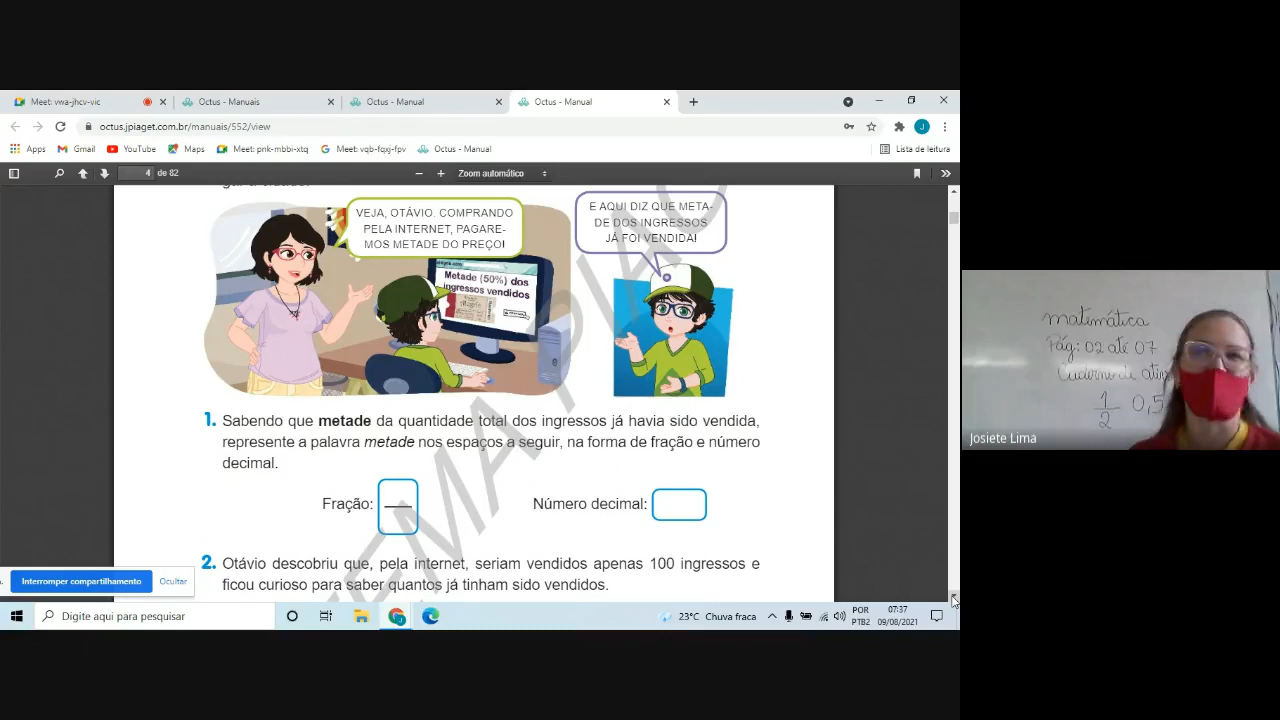 Meet: vwa-jhcv-vic
Octus - Manuais
Octus - Manual
Octus - Manual
octus.jpiaget.com.br/manuais/552/view
Apps
Gmail
YouTube
Maps
Meet: pnk-mbbi-xtq
Meet: vqb-fqxj-fpv
Octus - Manual
Lista de leitura
4 de 82
Zoom automático
VEJA, OTÁVIO. COMPRANDO
PELA INTERNET, PAGARE-
MOS METADE DO PREÇO!
E AQUI DIZ QUE META-
DE DOS INGRESSOS
JÁ FOI VENDIDA!
Metade (50%) dos
ingressos vendidos
1. Sabendo que metade da quantidade total dos ingressos já havia sido vendida,
represente a palavra metade nos espaços a seguir, na forma de fração e número
decimal.
Fração:
Número decimal:
2. Otávio descobriu que, pela internet, seriam vendidos apenas 100 ingressos e
ficou curioso para saber quantos já tinham sido vendidos.
Interromper compartilhamento
Ocultar
Digite aqui para pesquisar
23°C Chuva fraca
POR
PTB2
07:37
09/08/2021
matemática
Pág: 02 até 07
Caderno de ativ
1/2 0,5
Josiete Lima